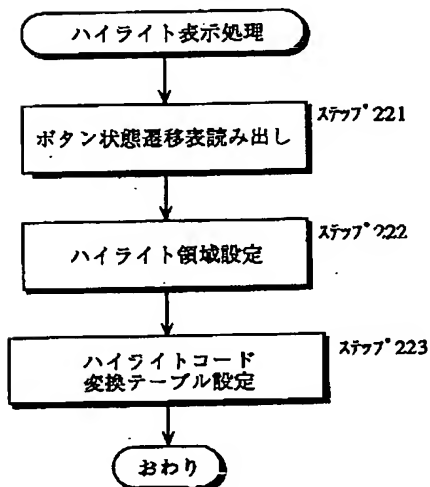 ハイライト表示処理
ボタン状態遷移表読み出し
ステップ221
ハイライト領域設定
ステップ222
ハイライトコード
変換テーブル設定
ステップ223
おわり